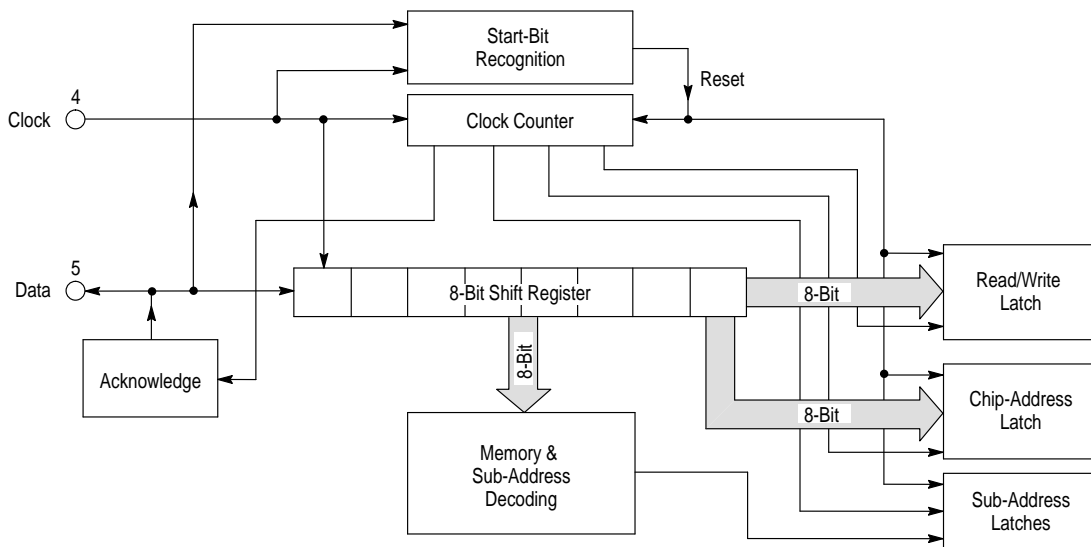 Start-Bit
Recognition
Reset
4
Clock
Clock Counter
5
Data
8-Bit Shift Register
8-Bit
Read/Write
Latch
Acknowledge
8-Bit
8-Bit
Chip-Address
Latch
Memory &
Sub-Address
Decoding
Sub-Address
Latches